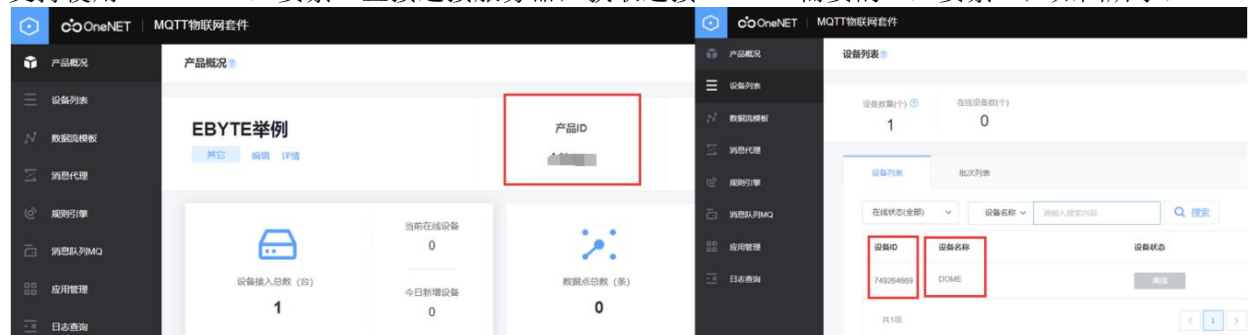 OneNET | MQTT物联网套件
产品概况
设备列表
数据流模板
消息代理
规则引擎
消息队列MQ
应用管理
日志查询
产品概况
EBYTE举例
其它 编辑 详情
产品ID
设备接入总数 (台)
1
当前在线设备
0
今日新增设备
0
数据点总数 (条)
0
OneNET | MQTT物联网套件
产品概况
设备列表
数据流模板
消息代理
规则引擎
消息队列MQ
应用管理
日志查询
设备列表
设备数量(个)
1
在线设备数(个)
0
设备列表 批次列表
在线状态(全部) 设备名称 请输入搜索内容 搜索
设备ID 设备名称 设备状态
749264669 DOME 离线
共1项
1